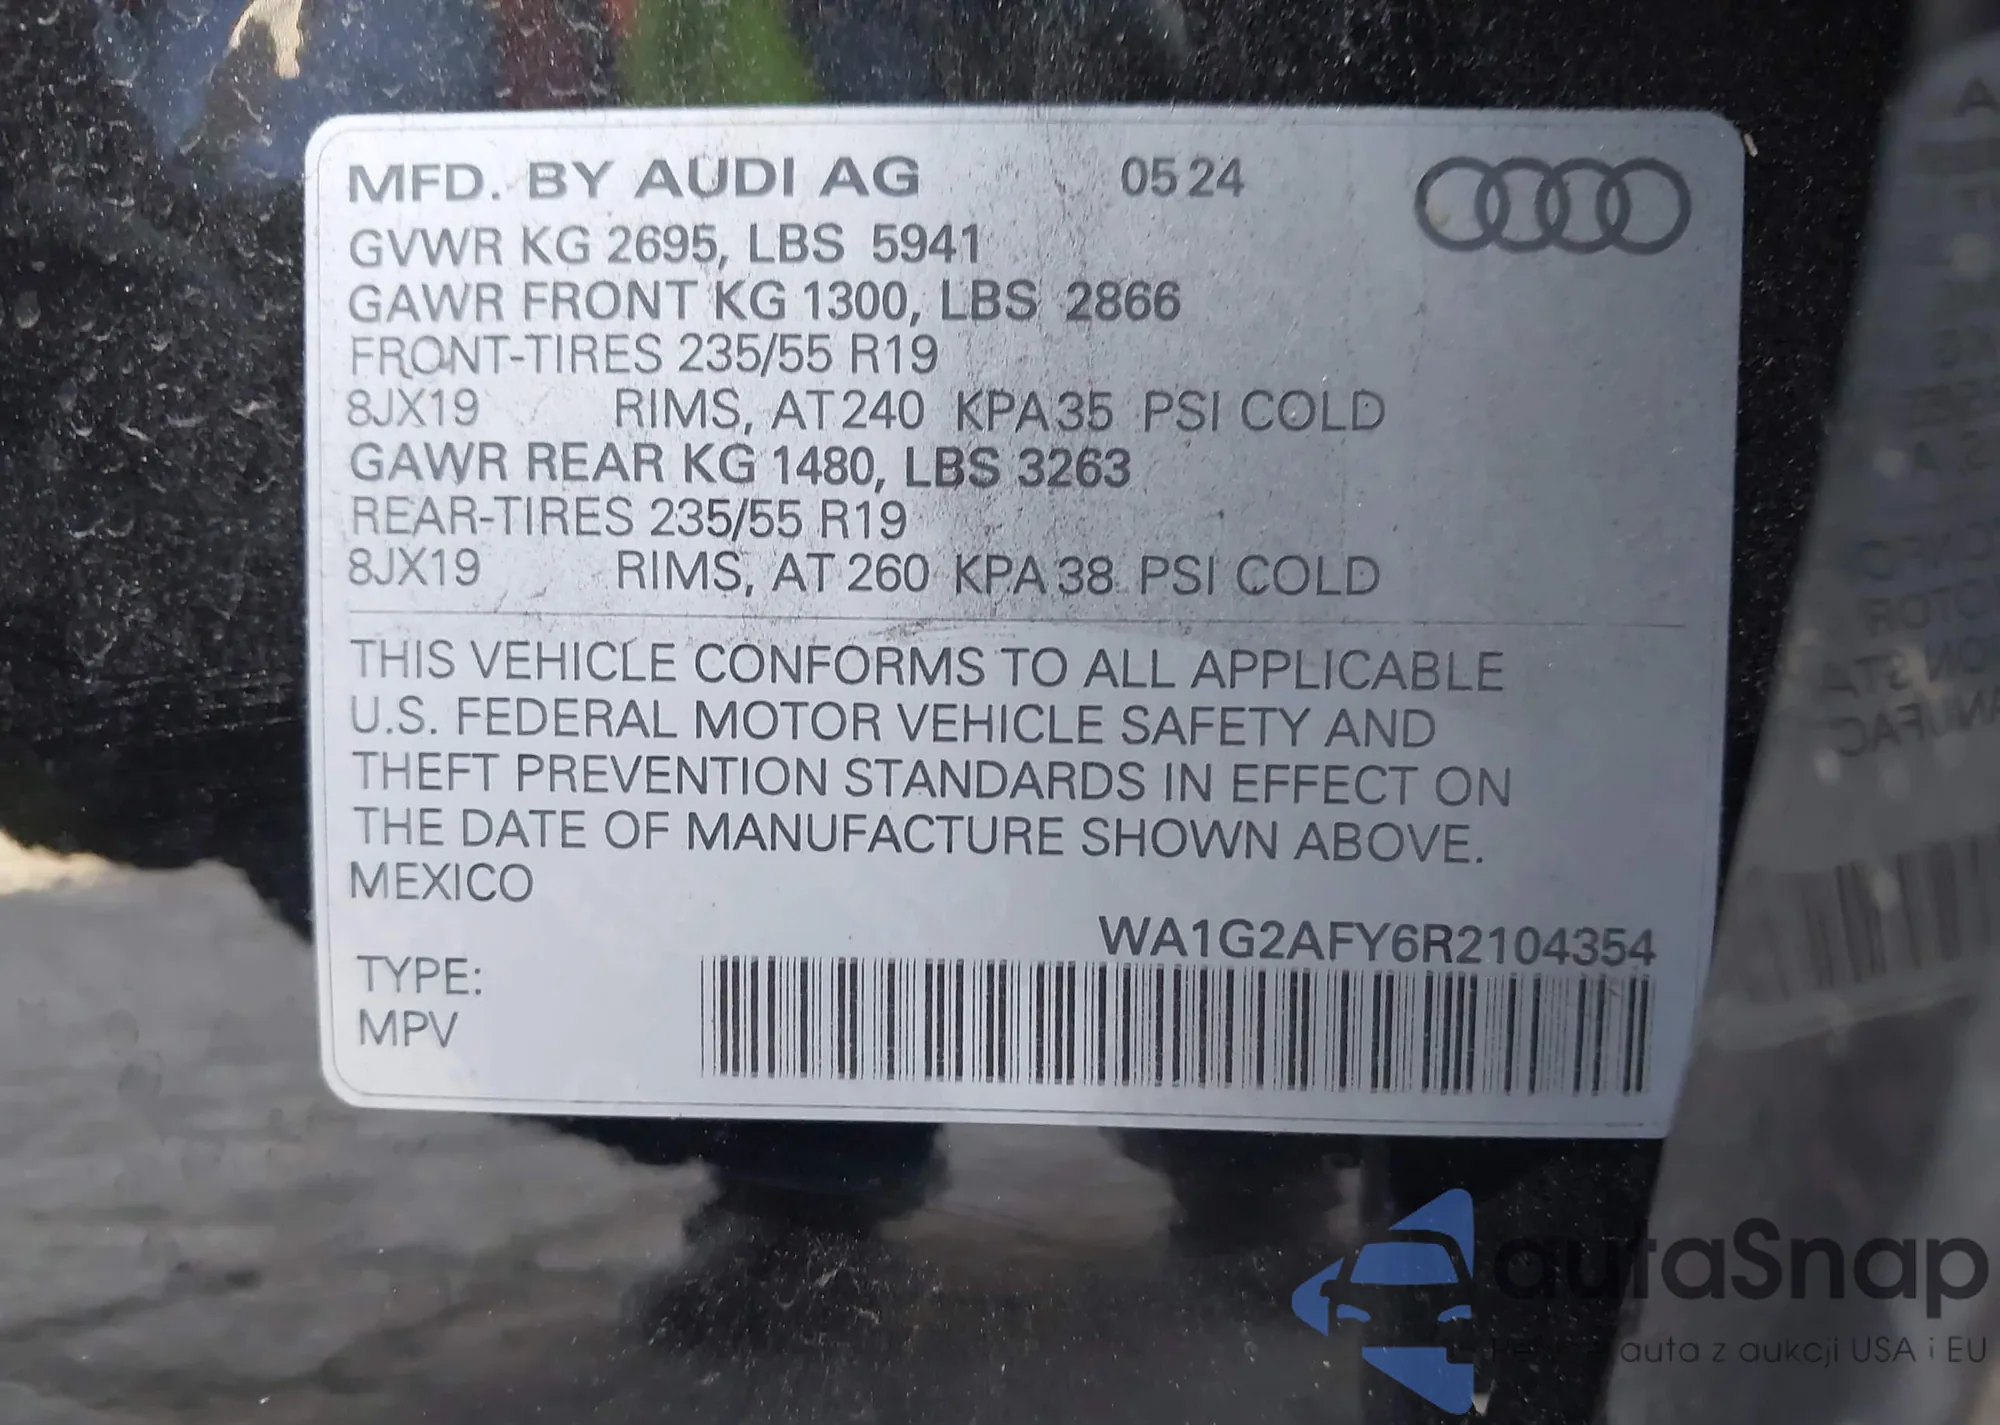 MFD. BY AUDI AG 05 24
GVWR KG 2695, LBS 5941
GAWR FRONT KG 1300, LBS 2866
FRONT-TIRES 235/55 R19
8JX19 RIMS, AT 240 KPA 35 PSI COLD
GAWR REAR KG 1480, LBS 3263
REAR-TIRES 235/55 R19
8JX19 RIMS, AT 260 KPA 38 PSI COLD
THIS VEHICLE CONFORMS TO ALL APPLICABLE
U.S. FEDERAL MOTOR VEHICLE SAFETY AND
THEFT PREVENTION STANDARDS IN EFFECT ON
THE DATE OF MANUFACTURE SHOWN ABOVE.
MEXICO
WA1G2AFY6R2104354
TYPE:
MPV
autaSnap
auta z aukcji USA i EU